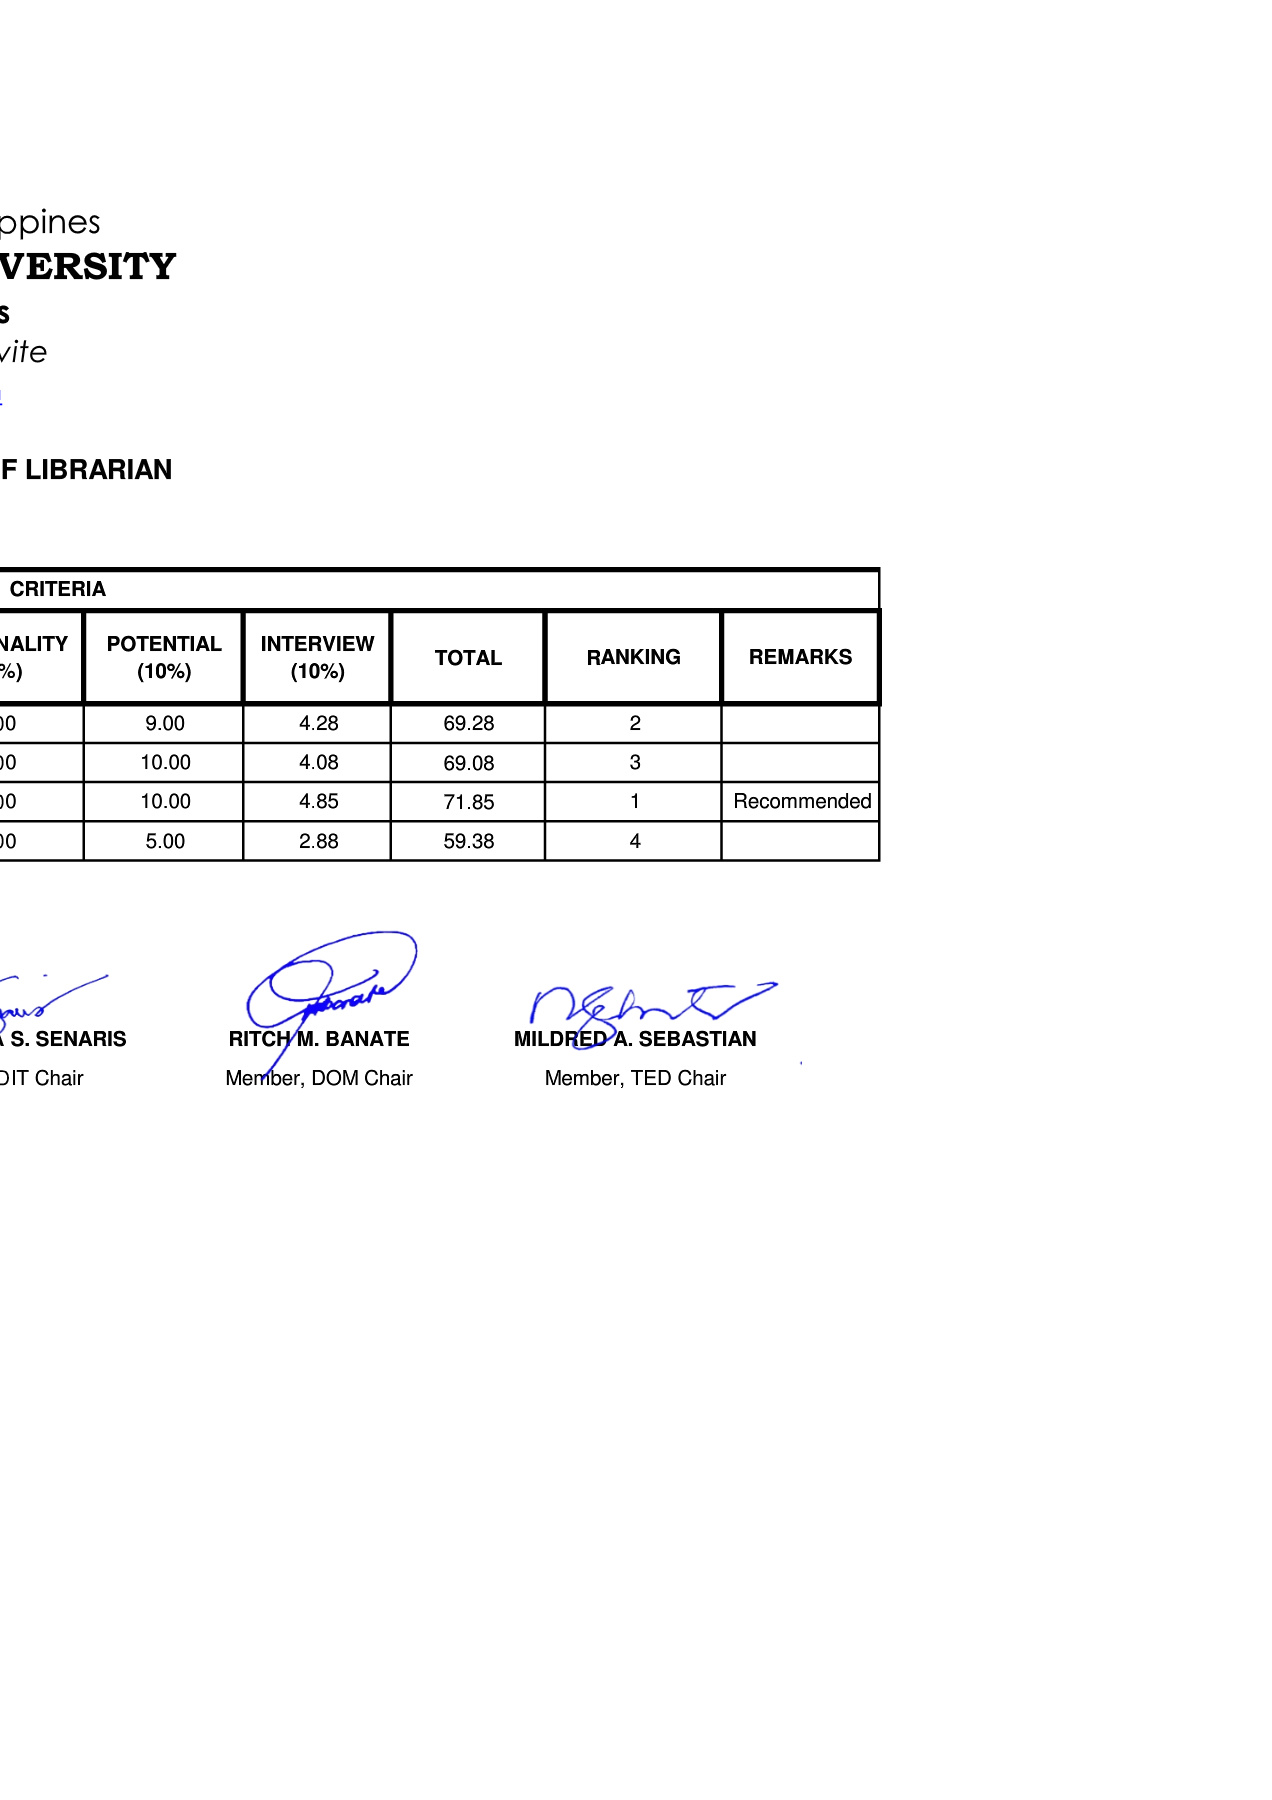 ppines
VERSITY
s
vite
F LIBRARIAN
CRITERIA
NALITY POTENTIAL INTERVIEW TOTAL RANKING REMARKS
%) (10%) (10%)
00 9.00 4.28 69.28 2
00 10.00 4.08 69.08 3
00 10.00 4.85 71.85 1 Recommended
00 5.00 2.88 59.38 4
A S. SENARIS RITCH M. BANATE MILDRED A. SEBASTIAN
DIT Chair Member, DOM Chair Member, TED Chair